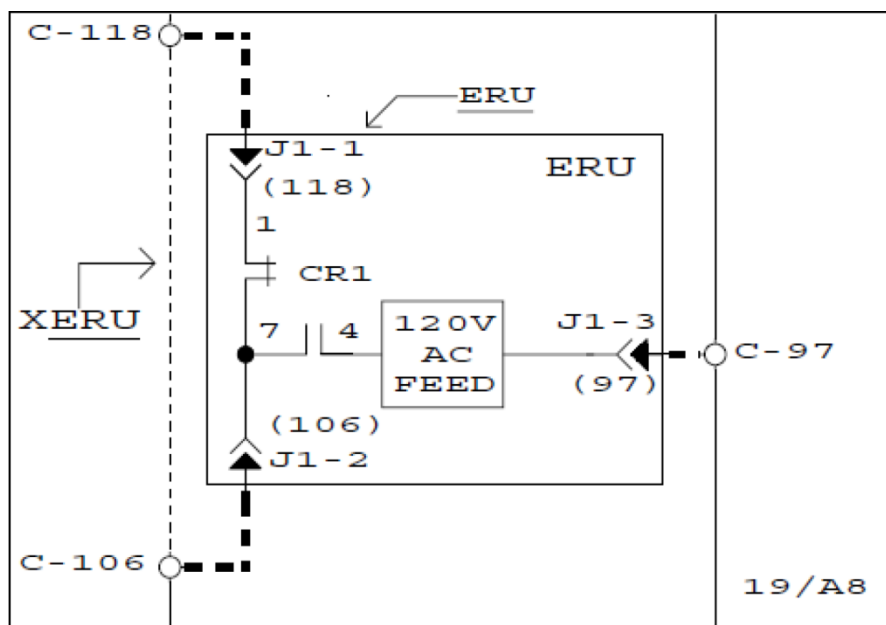 C-118
ERU
J1-1
ERU
(118)
1
CR1
XERU
7
4
120V
AC
FEED
J1-3
C-97
(97)
(106)
J1-2
C-106
19/A8